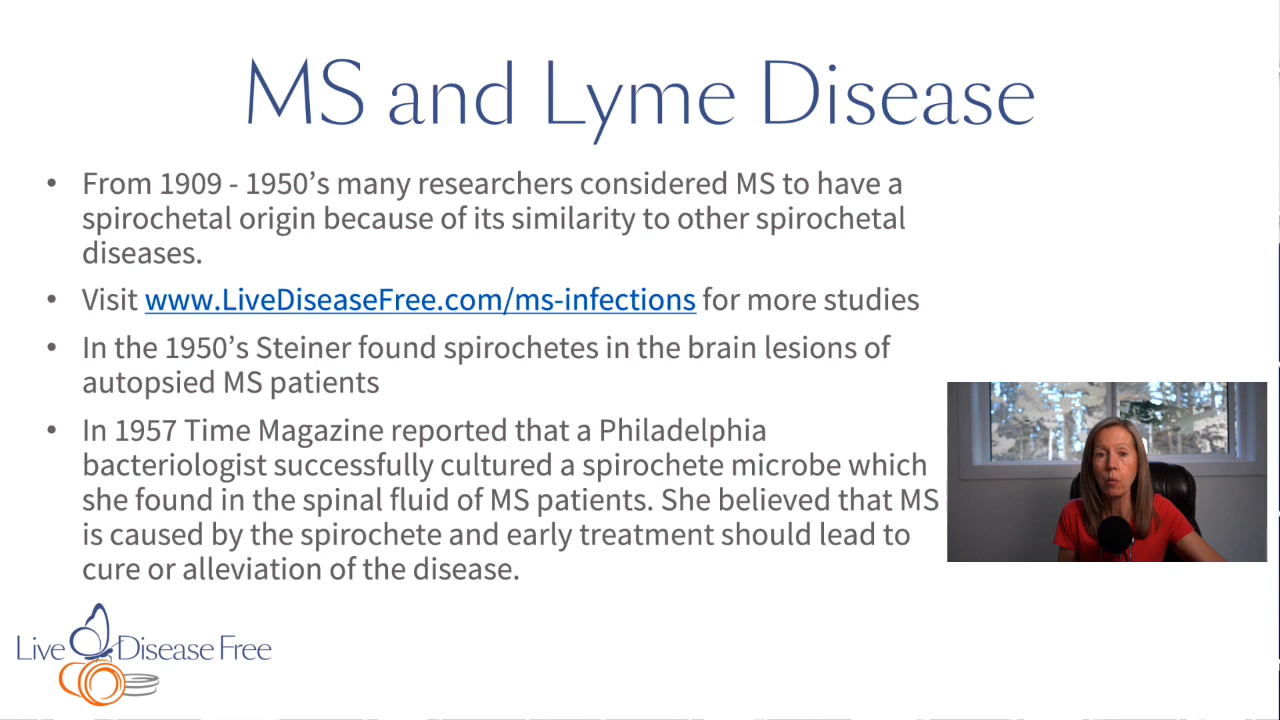 MS and Lyme Disease
• From 1909 - 1950’s many researchers considered MS to have a
spirochetal origin because of its similarity to other spirochetal
diseases.
• Visit www.LiveDiseaseFree.com/ms-infections for more studies
• In the 1950’s Steiner found spirochetes in the brain lesions of
autopsied MS patients
• In 1957 Time Magazine reported that a Philadelphia
bacteriologist successfully cultured a spirochete microbe which
she found in the spinal fluid of MS patients. She believed that MS
is caused by the spirochete and early treatment should lead to
cure or alleviation of the disease.
Live Disease Free